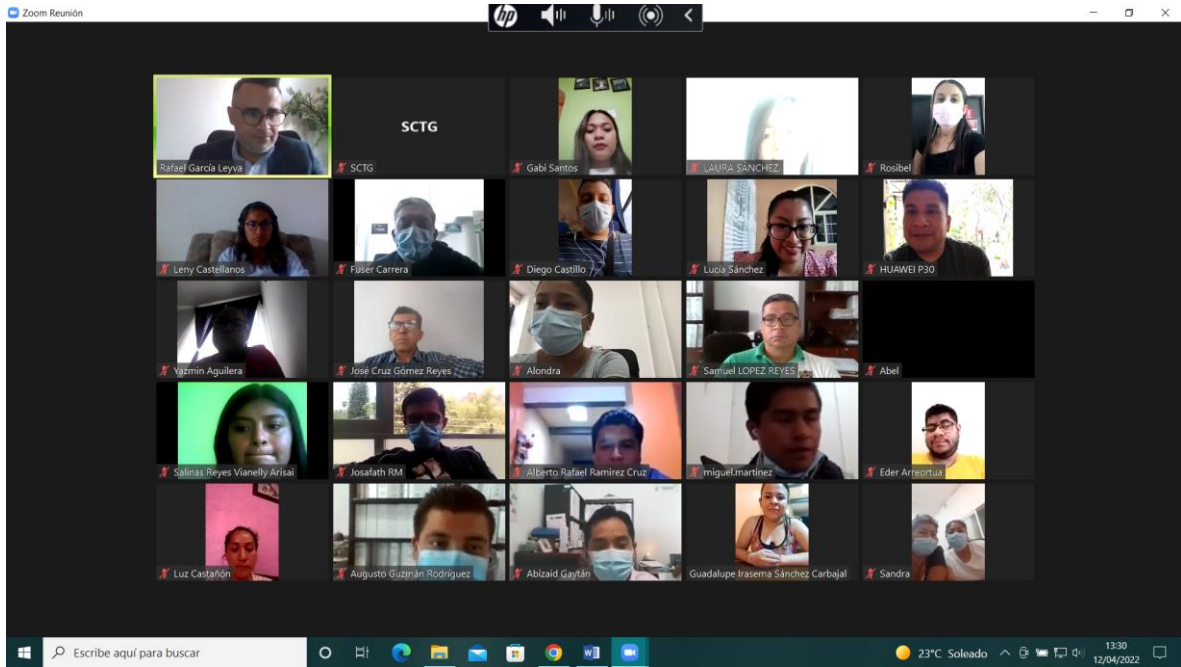 Zoom Reunión
hp
SCTG
Rafael García Leyva
SCTG
Gabi Santos
LAURA SANCHEZ.
Rosibel
Leny Castellanos
Fuser Carrera
Diego Castillo
Lucía Sánchez
HUAWEI P30
Yazmin Aguilera
José Cruz Gómez Reyes
Alondra
Samuel LOPEZ REYES
Abel
Salinas Reyes Vianelly Arisai
Josafath RM
Alberto Rafael Ramirez Cruz
miguel.martinez
Eder Arreortua
Luz Castañón
Augusto Guzmán Rodríguez
Abizaid Gaytán
Guadalupe Irasema Sánchez Carbajal
Sandra
Escribe aquí para buscar
23°C Soleado
13:30
12/04/2022